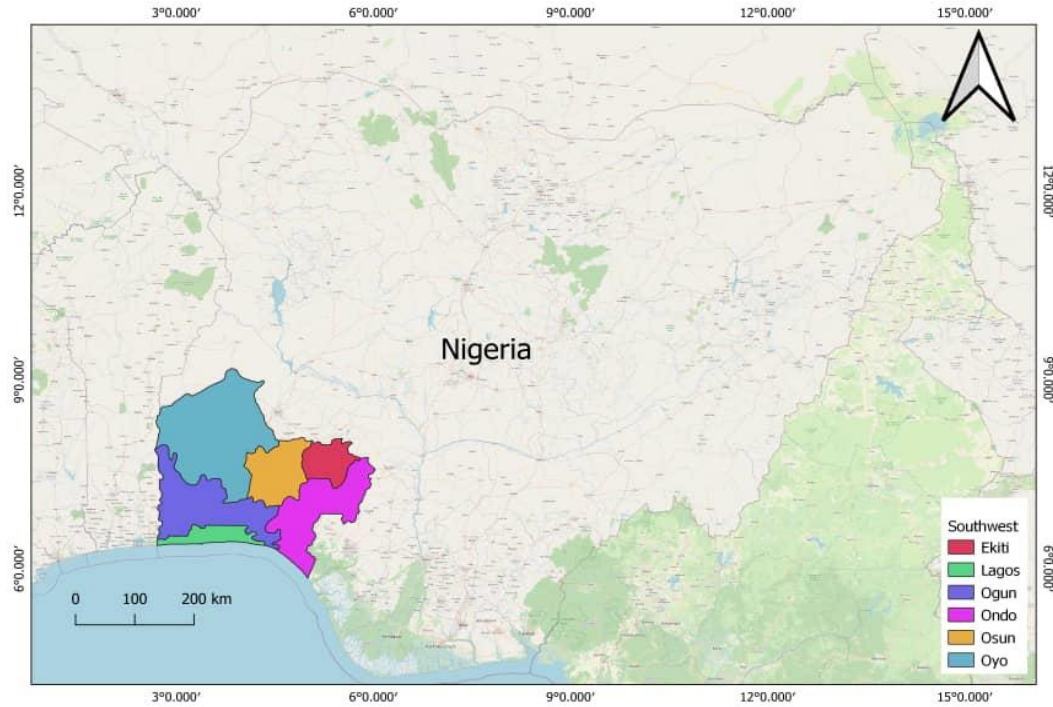 3°0.000′ 6°0.000′ 9°0.000′ 12°0.000′ 15°0.000′
12°0.000′
12°0.000′
Nigeria
9°0.000′
9°0.000′
6°0.000′
6°0.000′
0 100 200 km
Southwest
Ekiti
Lagos
Ogun
Ondo
Osun
Oyo
3°0.000′ 6°0.000′ 9°0.000′ 12°0.000′ 15°0.000′